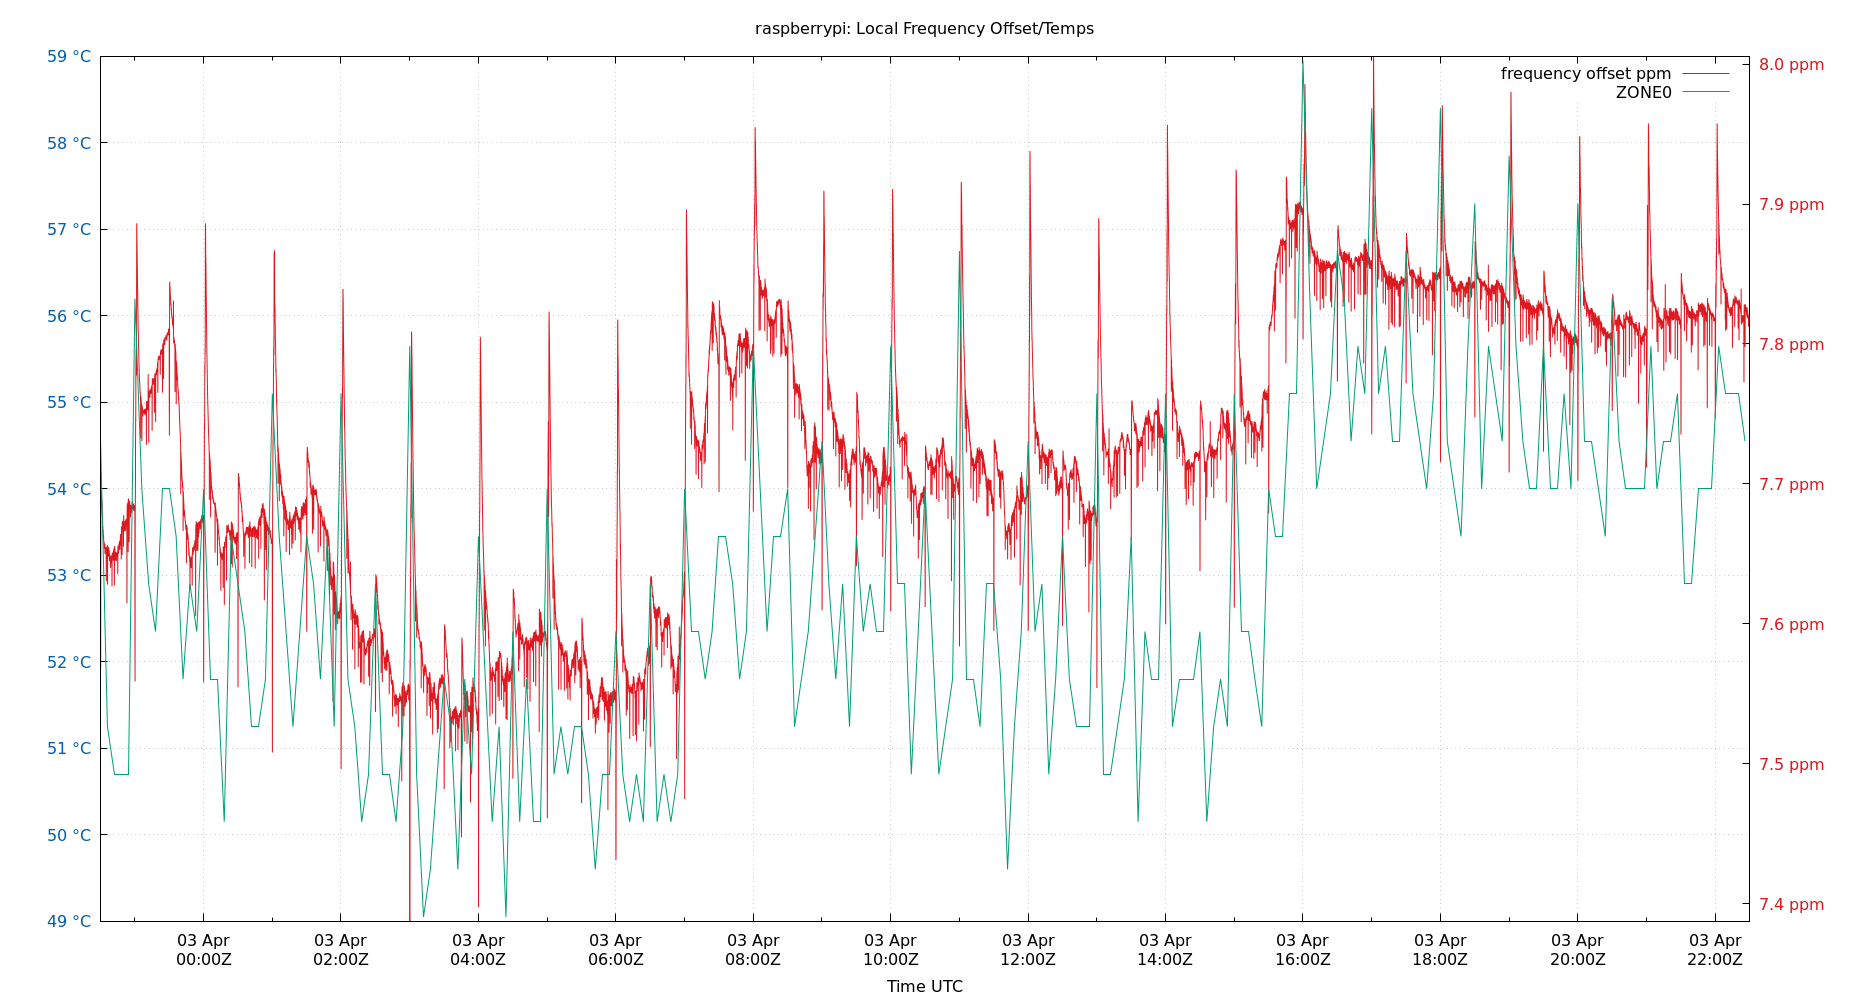 raspberrypi: Local Frequency Offset/Temps
frequency offset ppm
ZONE0
59 °C
58 °C
57 °C
56 °C
55 °C
54 °C
53 °C
52 °C
51 °C
50 °C
49 °C
8.0 ppm
7.9 ppm
7.8 ppm
7.7 ppm
7.6 ppm
7.5 ppm
7.4 ppm
03 Apr 03 Apr 03 Apr 03 Apr 03 Apr 03 Apr 03 Apr 03 Apr 03 Apr 03 Apr 03 Apr 03 Apr
00:00Z 02:00Z 04:00Z 06:00Z 08:00Z 10:00Z 12:00Z 14:00Z 16:00Z 18:00Z 20:00Z 22:00Z
Time UTC